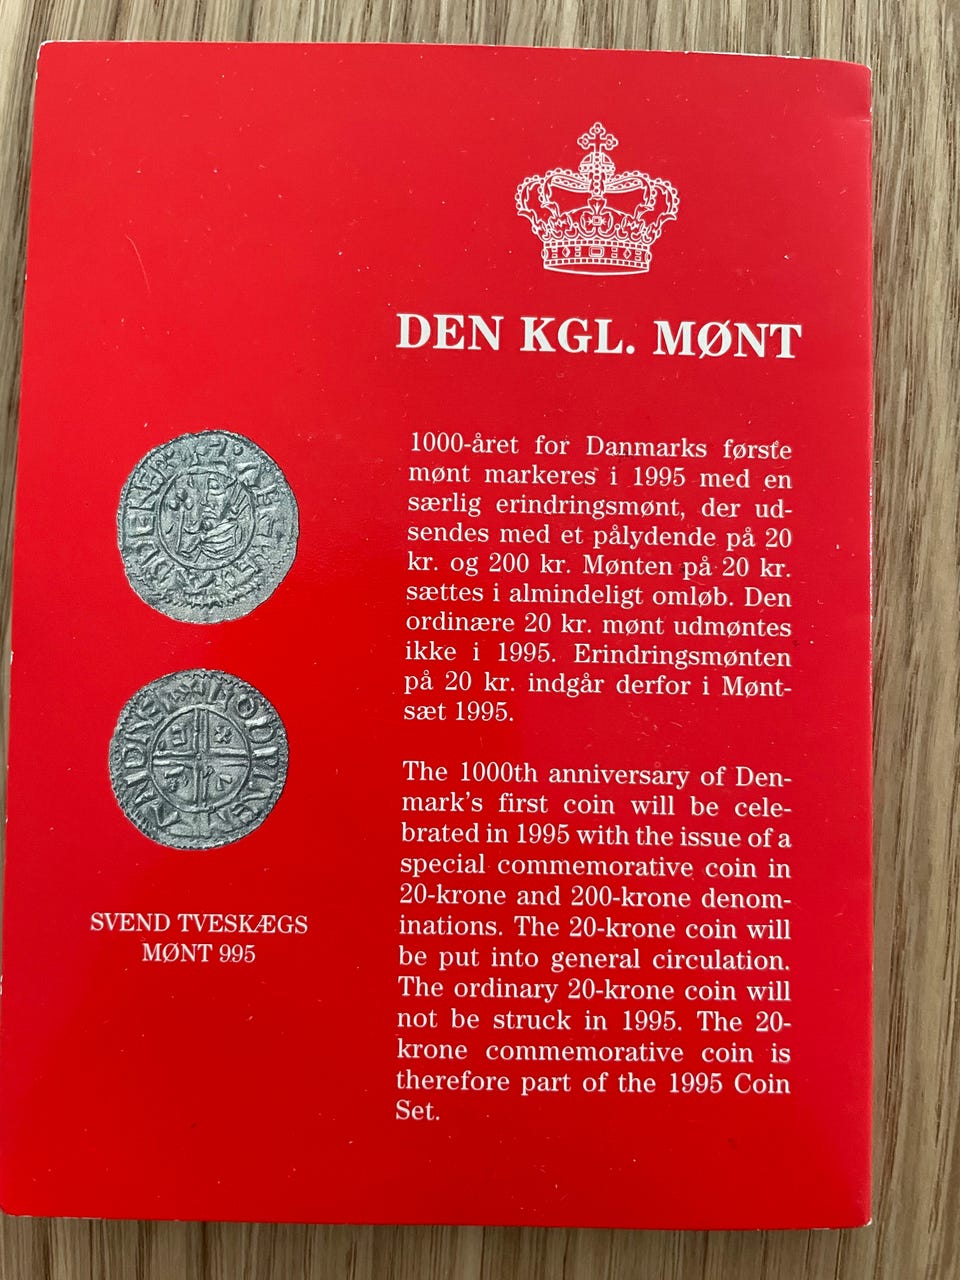 DEN KGL. MØNT
1000-året for Danmarks første
mønt markeres i 1995 med en
særlig erindringsmønt, der ud-
sendes med et pålydende på 20
kr. og 200 kr. Mønten på 20 kr.
sættes i almindeligt omløb. Den
ordinære 20 kr. mønt udmøntes
ikke i 1995. Erindringsmønten
på 20 kr. indgår derfor i Mønt-
sæt 1995.
The 1000th anniversary of Den-
mark's first coin will be cele-
brated in 1995 with the issue of a
special commemorative coin in
20-krone and 200-krone denom-
inations. The 20-krone coin will
be put into general circulation.
The ordinary 20-krone coin will
not be struck in 1995. The 20-
krone commemorative coin is
therefore part of the 1995 Coin
Set.
SVEND TVESKÆGS
MØNT 995